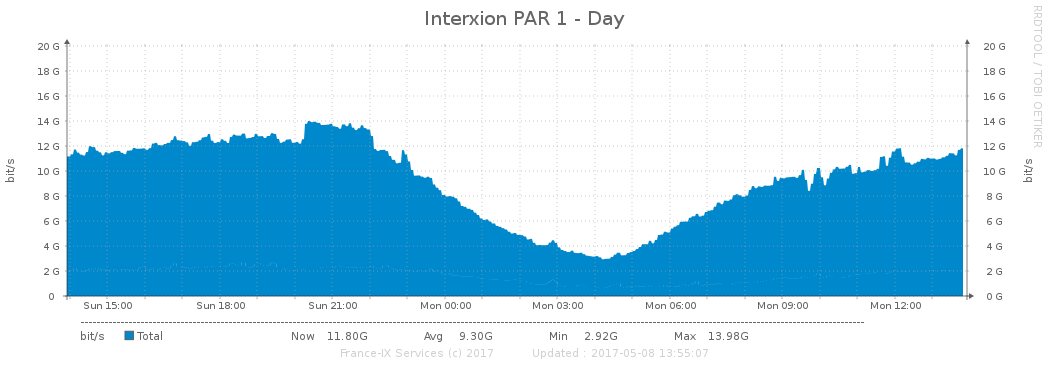 Interxion PAR 1 - Day
RRDTOOL / TOBI OETIKER
bit/s
bit/s
20 G 20 G
18 G 18 G
16 G 16 G
14 G 14 G
12 G 12 G
10 G 10 G
8 G 8 G
6 G 6 G
4 G 4 G
2 G 2 G
0 0 G
Sun 15:00 Sun 18:00 Sun 21:00 Mon 00:00 Mon 03:00 Mon 06:00 Mon 09:00 Mon 12:00
bit/s Total Now 11.80G Avg 9.30G Min 2.92G Max 13.98G
France-IX Services (c) 2017 Updated : 2017-05-08 13:55:07